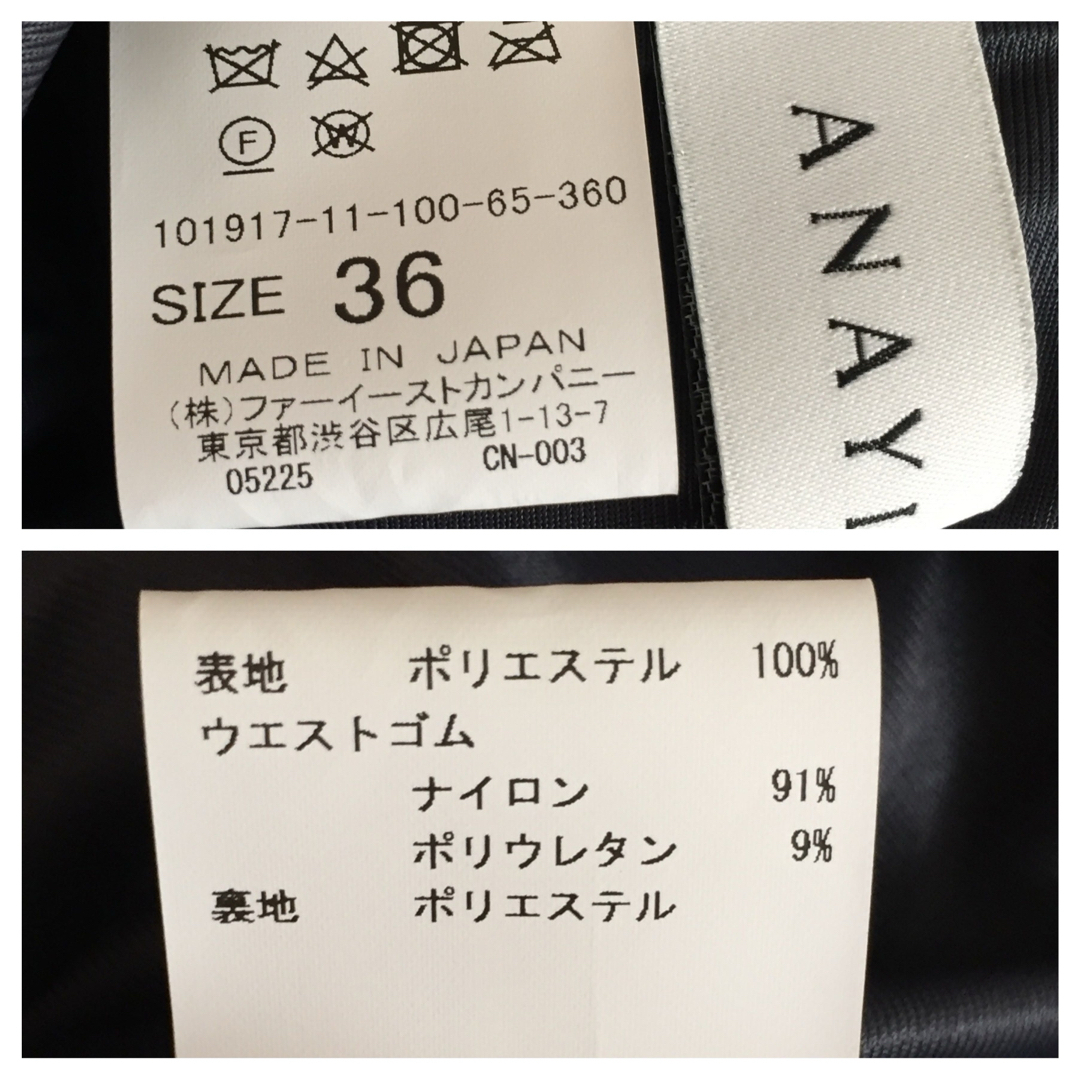 F
W
101917-11-100-65-360
SIZE 36
MADE IN JAPAN
(株)ファーイーストカンパニー
東京都渋谷区広尾1-13-7
05225 CN-003
ANAYI
表地 ポリエステル 100%
ウエストゴム
ナイロン 91%
ポリウレタン 9%
裏地 ポリエステル